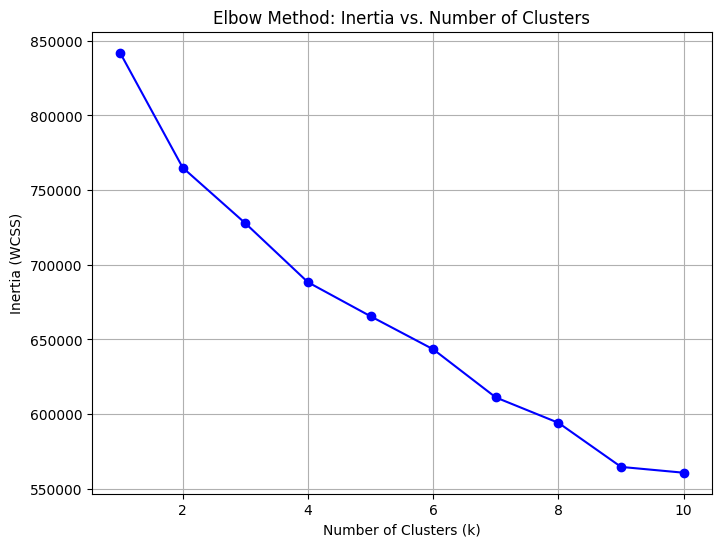 Elbow Method: Inertia vs. Number of Clusters
850000
800000
750000
700000
650000
600000
550000
Inertia (WCSS)
2 4 6 8 10
Number of Clusters (k)